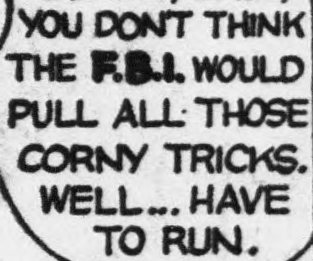 YOU DON'T THINK
THE F.B.I. WOULD
PULL ALL THOSE
CORNY TRICKS.
WELL... HAVE
TO RUN.